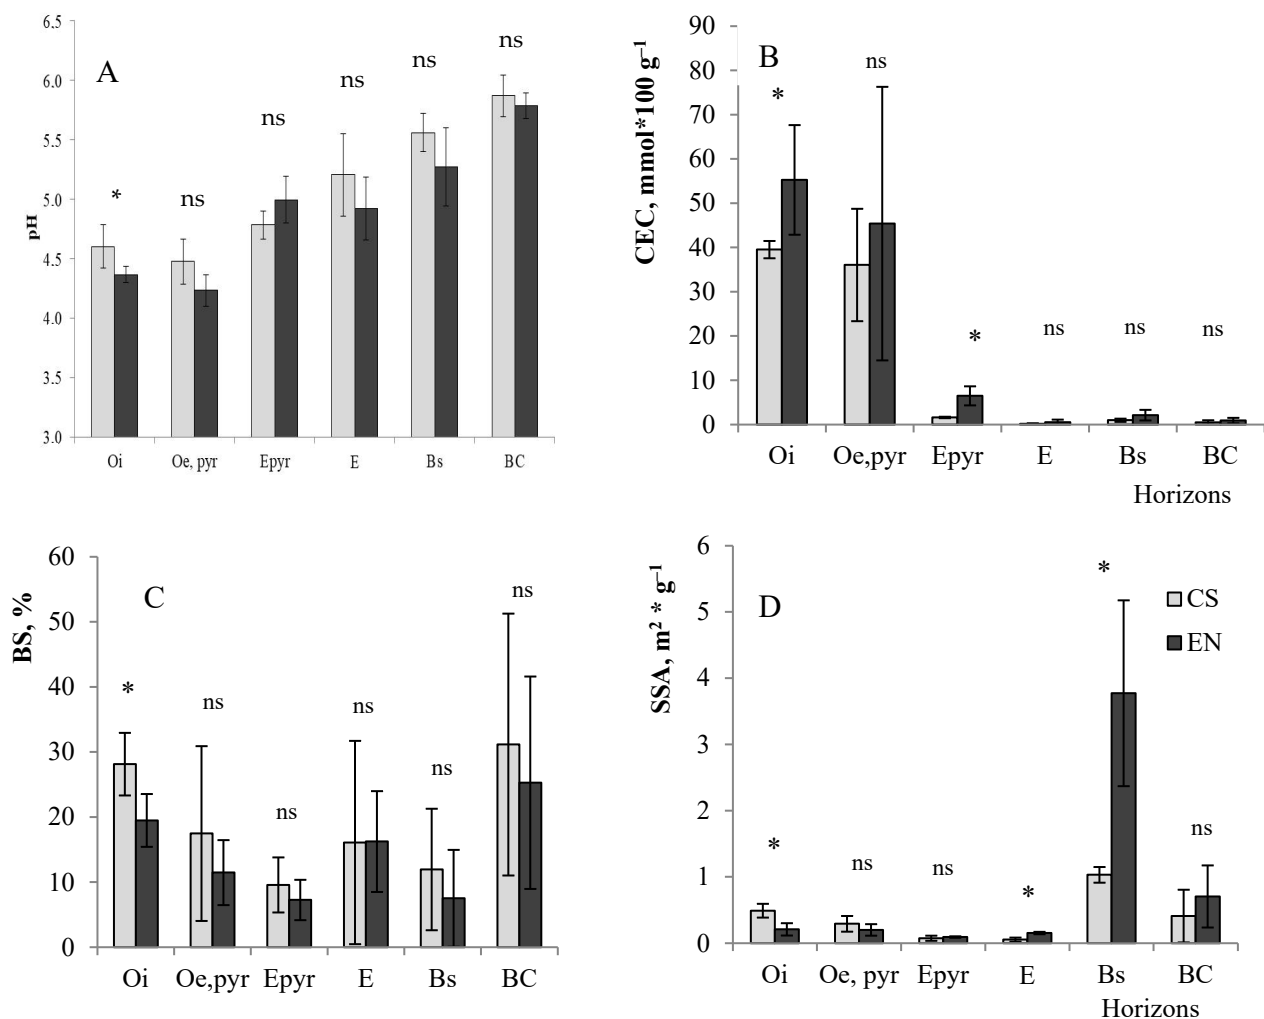 A
pH
6.5
6.0
5.5
5.0
4.5
4.0
3.5
3.0
*
ns
ns
ns
ns
ns
Oi
Oe, pyr
Epyr
E
Bs
BC
B
CEC, mmol*100 g⁻¹
90
80
70
60
50
40
30
20
10
0
*
ns
*
ns
ns
ns
Oi
Oe,pyr
Epyr
E
Bs
BC
Horizons
C
BS, %
60
50
40
30
20
10
0
*
ns
ns
ns
ns
ns
Oi
Oe,pyr
Epyr
E
Bs
BC
D
SSA, m² * g⁻¹
6
5
4
3
2
1
0
*
ns
ns
*
*
ns
CS
EN
Oi
Oe, pyr
Epyr
E
Bs
BC
Horizons